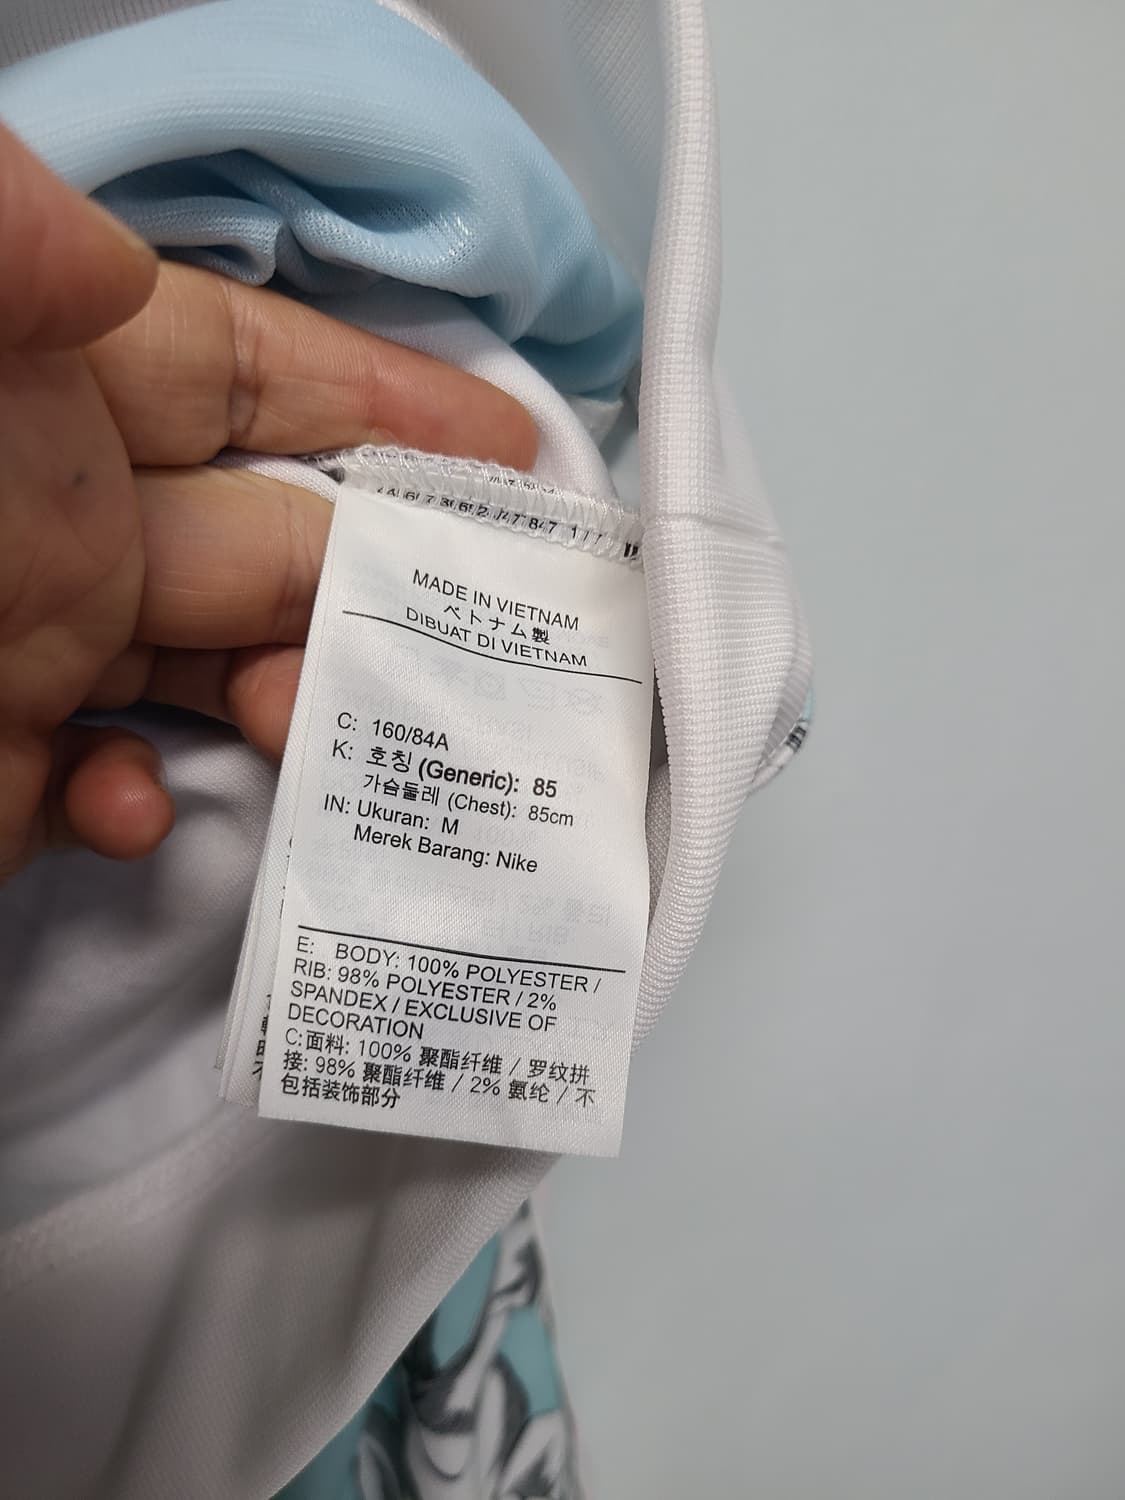 MADE IN VIETNAM
ベトナム製
DIBUAT DI VIETNAM
C: 160/84A
K: 호칭 (Generic): 85
가슴둘레 (Chest): 85cm
IN: Ukuran: M
Merek Barang: Nike
E: BODY: 100% POLYESTER /
RIB: 98% POLYESTER / 2%
SPANDEX / EXCLUSIVE OF
DECORATION
C:面料: 100% 聚酯纤维 / 罗纹拼
接: 98% 聚酯纤维 / 2% 氨纶 / 不
包括装饰部分